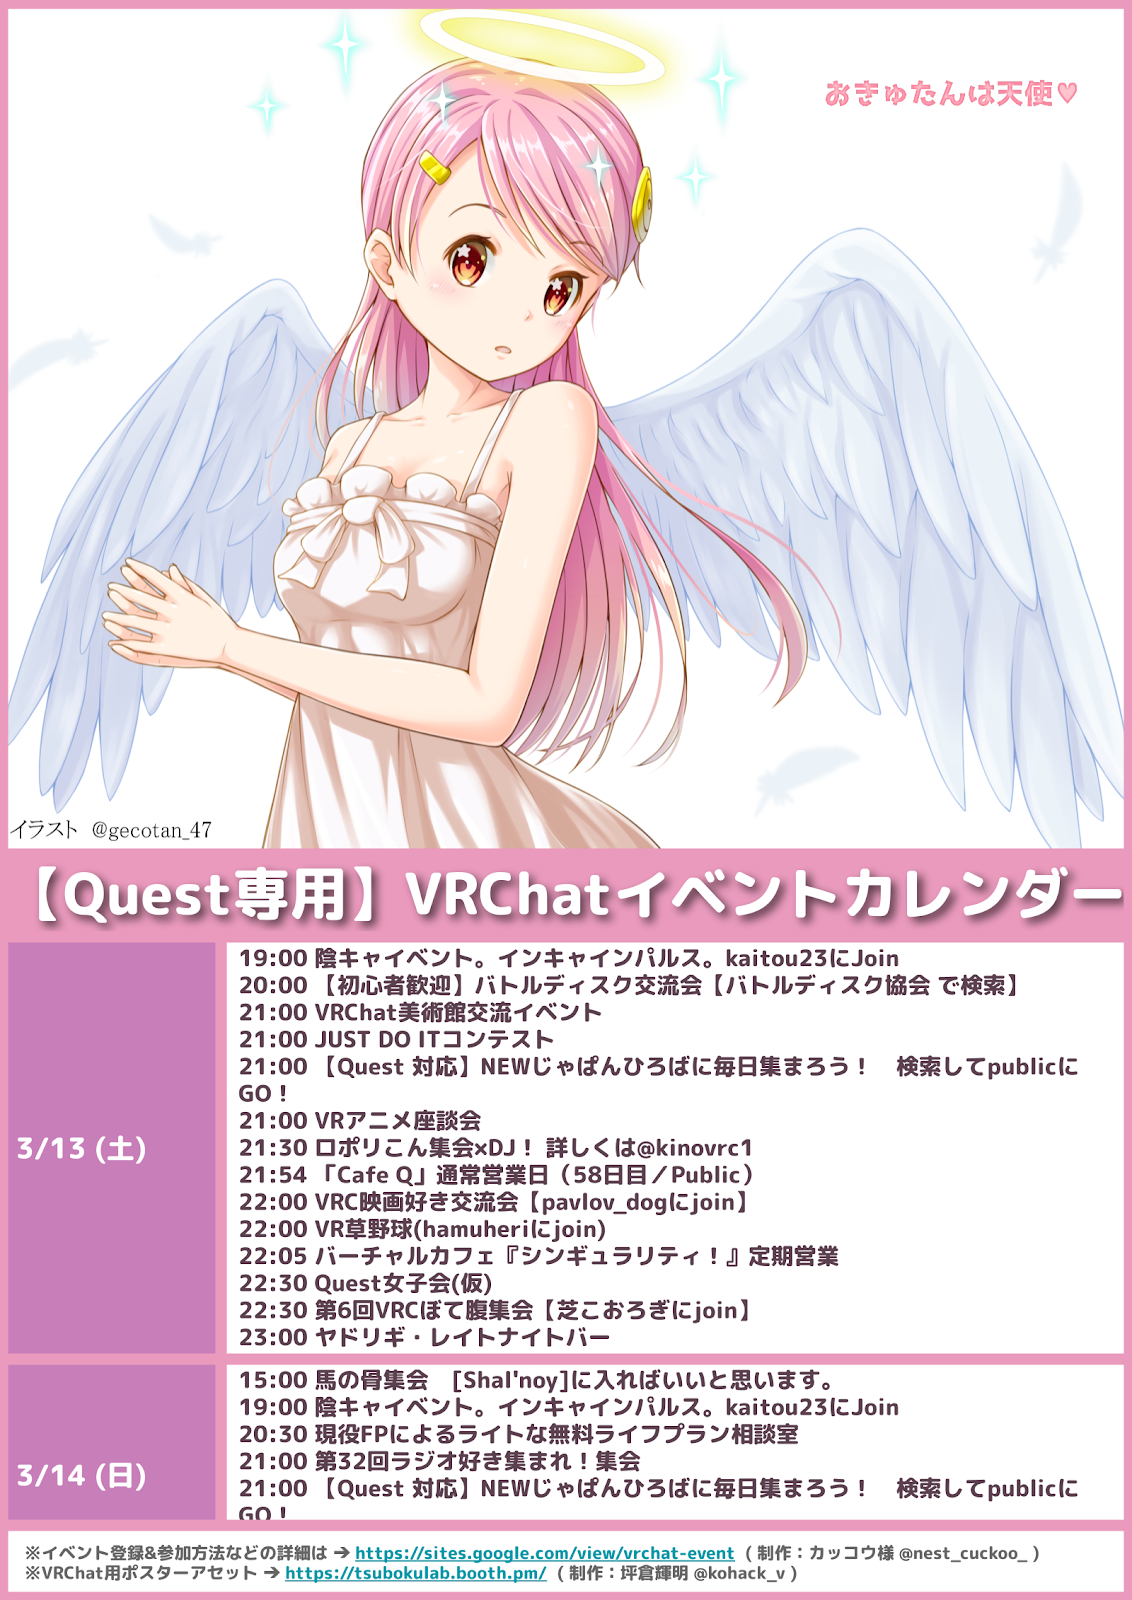 おきゅたんは天使♥
イラスト @gecotan_47
【Quest専用】VRChatイベントカレンダー
3/13 (土)
19:00 陰キャイベント。インキャインパルス。kaitou23にJoin
20:00 【初心者歓迎】バトルディスク交流会【バトルディスク協会 で検索】
21:00 VRChat美術館交流イベント
21:00 JUST DO ITコンテスト
21:00 【Quest 対応】NEWじゃぱんひろばに毎日集まろう！　検索してpublicに
GO！
21:00 VRアニメ座談会
21:30 ロポリこん集会×DJ！ 詳しくは@kinovrc1
21:54 「Cafe Q」通常営業日（58日目／Public）
22:00 VRC映画好き交流会【pavlov_dogにjoin】
22:00 VR草野球(hamuheriにjoin)
22:05 バーチャルカフェ『シンギュラリティ！』定期営業
22:30 Quest女子会(仮)
22:30 第6回VRCぼて腹集会【芝こおろぎにjoin】
23:00 ヤドリギ・レイトナイトバー
3/14 (日)
15:00 馬の骨集会　[Shal'noy]に入ればいいと思います。
19:00 陰キャイベント。インキャインパルス。kaitou23にJoin
20:30 現役FPによるライトな無料ライフプラン相談室
21:00 第32回ラジオ好き集まれ！集会
21:00 【Quest 対応】NEWじゃぱんひろばに毎日集まろう！　検索してpublicに
GO！
※イベント登録&参加方法などの詳細は → https://sites.google.com/view/vrchat-event ( 制作：カッコウ様 @nest_cuckoo_ )
※VRChat用ポスターアセット → https://tsubokulab.booth.pm/ ( 制作：坪倉輝明 @kohack_v )